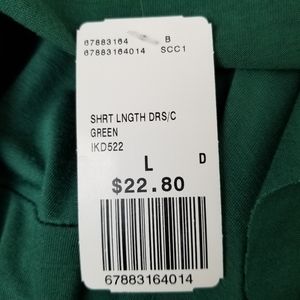 67883164 B
67883164014 SCC1
SHRT LNGTH DRS/C
GREEN
IKD522
L D
$22.80
67883164014